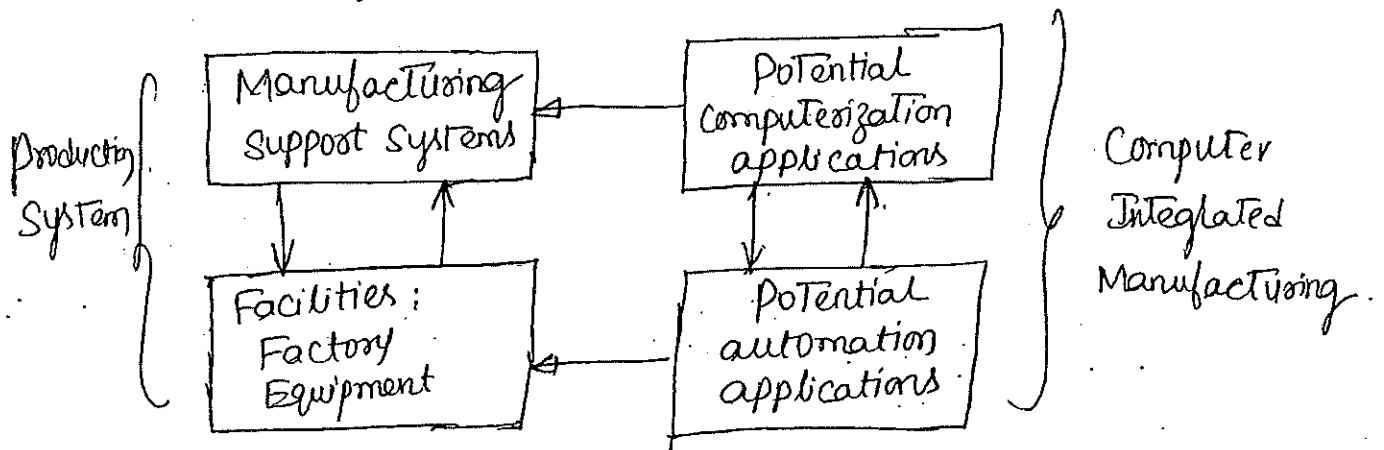 Production
System
Manufacturing
Support Systems
Potential
computerization
applications
Computer
Integrated
Manufacturing.
Facilities:
Factory
Equipment
Potential
automation
applications